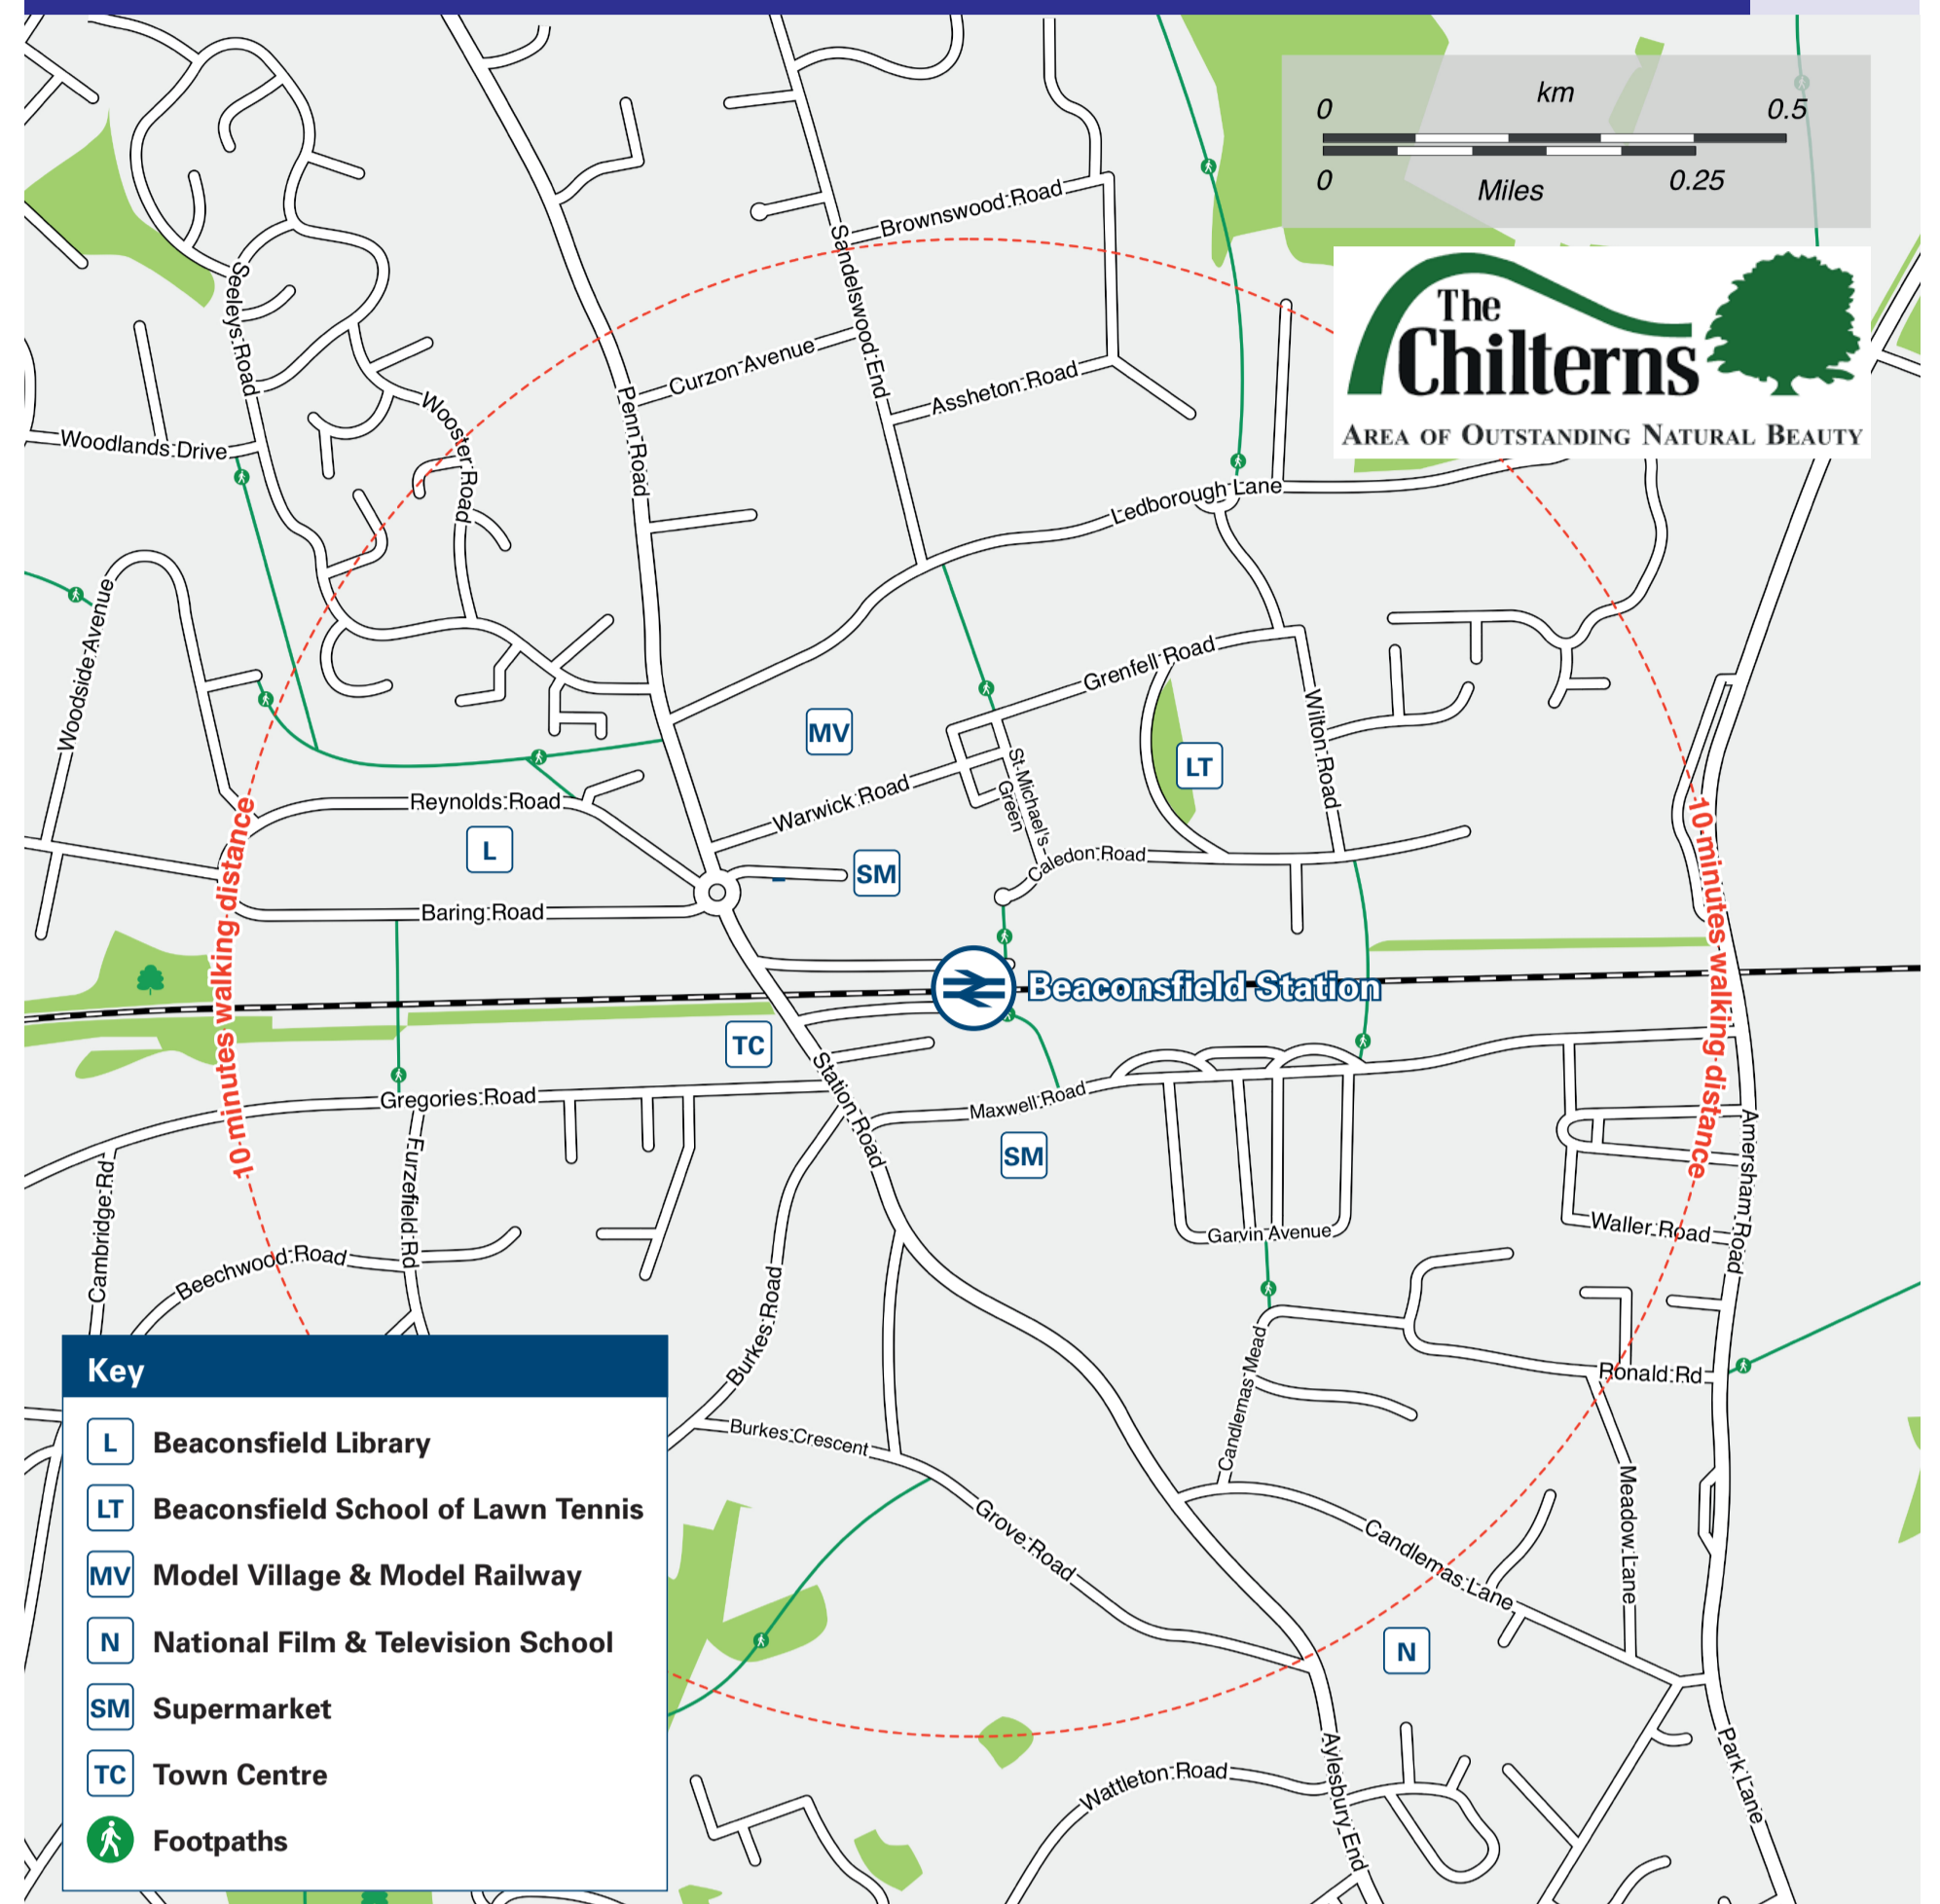 km
0
0.5
0
Miles
0.25
The
Chilterns
AREA OF OUTSTANDING NATURAL BEAUTY
Brownswood Road
Sandelswood End
Seeleys Road
Curzon Avenue
Assheton Road
Penn Road
Wooster Road
Woodlands Drive
Ledborough Lane
Woodside Avenue
Grenfell Road
Wilton Road
MV
LT
St Michael's
Green
Warwick Road
Reynolds Road
L
SM
Caledon Road
10 minutes walking distance
10 minutes walking distance
Baring Road
Beaconsfield Station
TC
Station Road
Gregories Road
Maxwell Road
SM
Furzefield Rd
Cambridge Rd
Amersham Road
Garvin Avenue
Waller Road
Beechwood Road
Burkes Road
Candlemas Mead
Ronald Rd
Burkes Crescent
Grove Road
Candlemas Lane
Meadow Lane
N
Wattleton Road
Aylesbury End
Park Lane
Key
L Beaconsfield Library
LT Beaconsfield School of Lawn Tennis
MV Model Village & Model Railway
N National Film & Television School
SM Supermarket
TC Town Centre
Footpaths